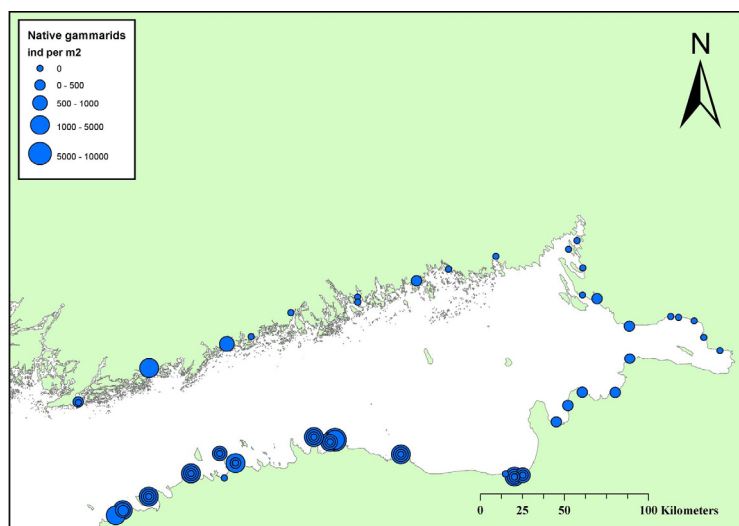 Native gammarids
ind per m2
0
0 - 500
500 - 1000
1000 - 5000
5000 - 10000
N
0 25 50 100 Kilometers